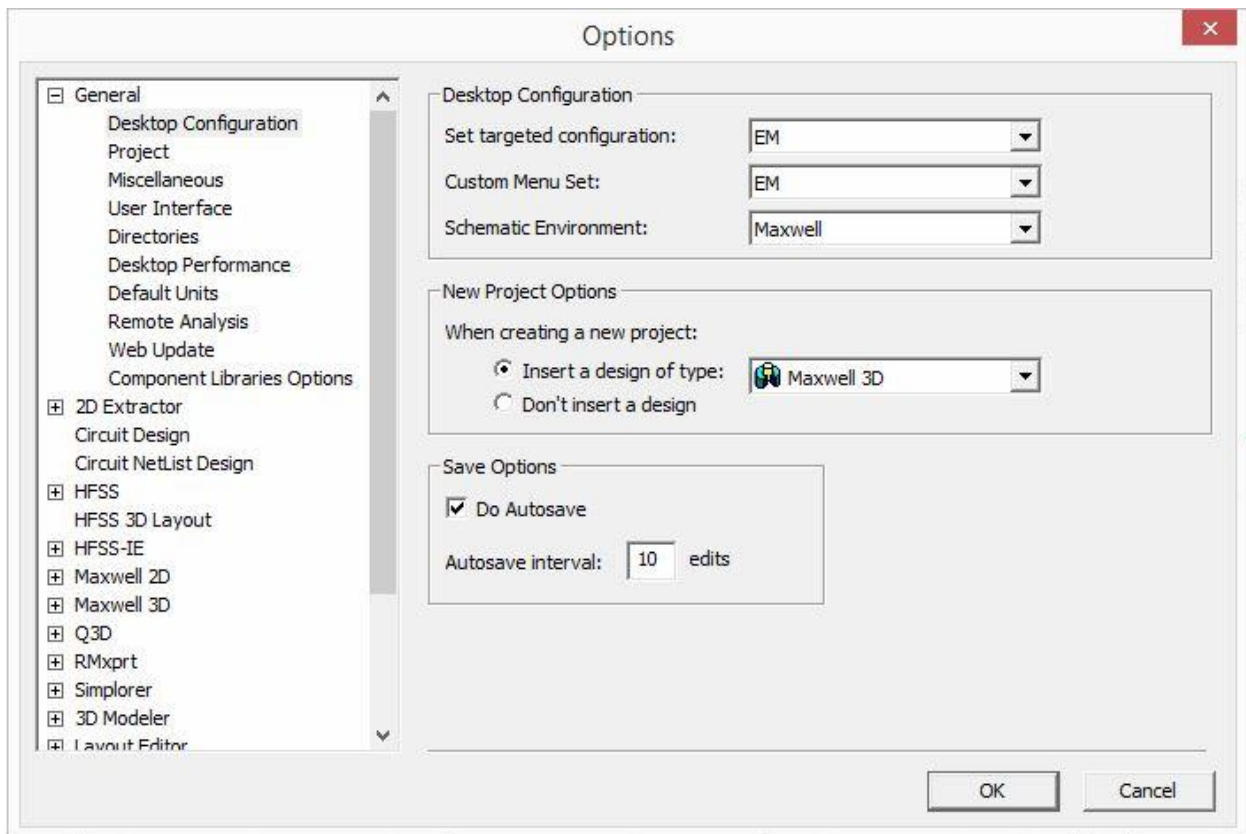 Options
General
Desktop Configuration
Project
Miscellaneous
User Interface
Directories
Desktop Performance
Default Units
Remote Analysis
Web Update
Component Libraries Options
2D Extractor
Circuit Design
Circuit NetList Design
HFSS
HFSS 3D Layout
HFSS-IE
Maxwell 2D
Maxwell 3D
Q3D
RMxprt
Simplorer
3D Modeler
Layout Editor
Desktop Configuration
Set targeted configuration: EM
Custom Menu Set: EM
Schematic Environment: Maxwell
New Project Options
When creating a new project:
Insert a design of type: Maxwell 3D
Don't insert a design
Save Options
Do Autosave
Autosave interval: 10 edits
OK Cancel